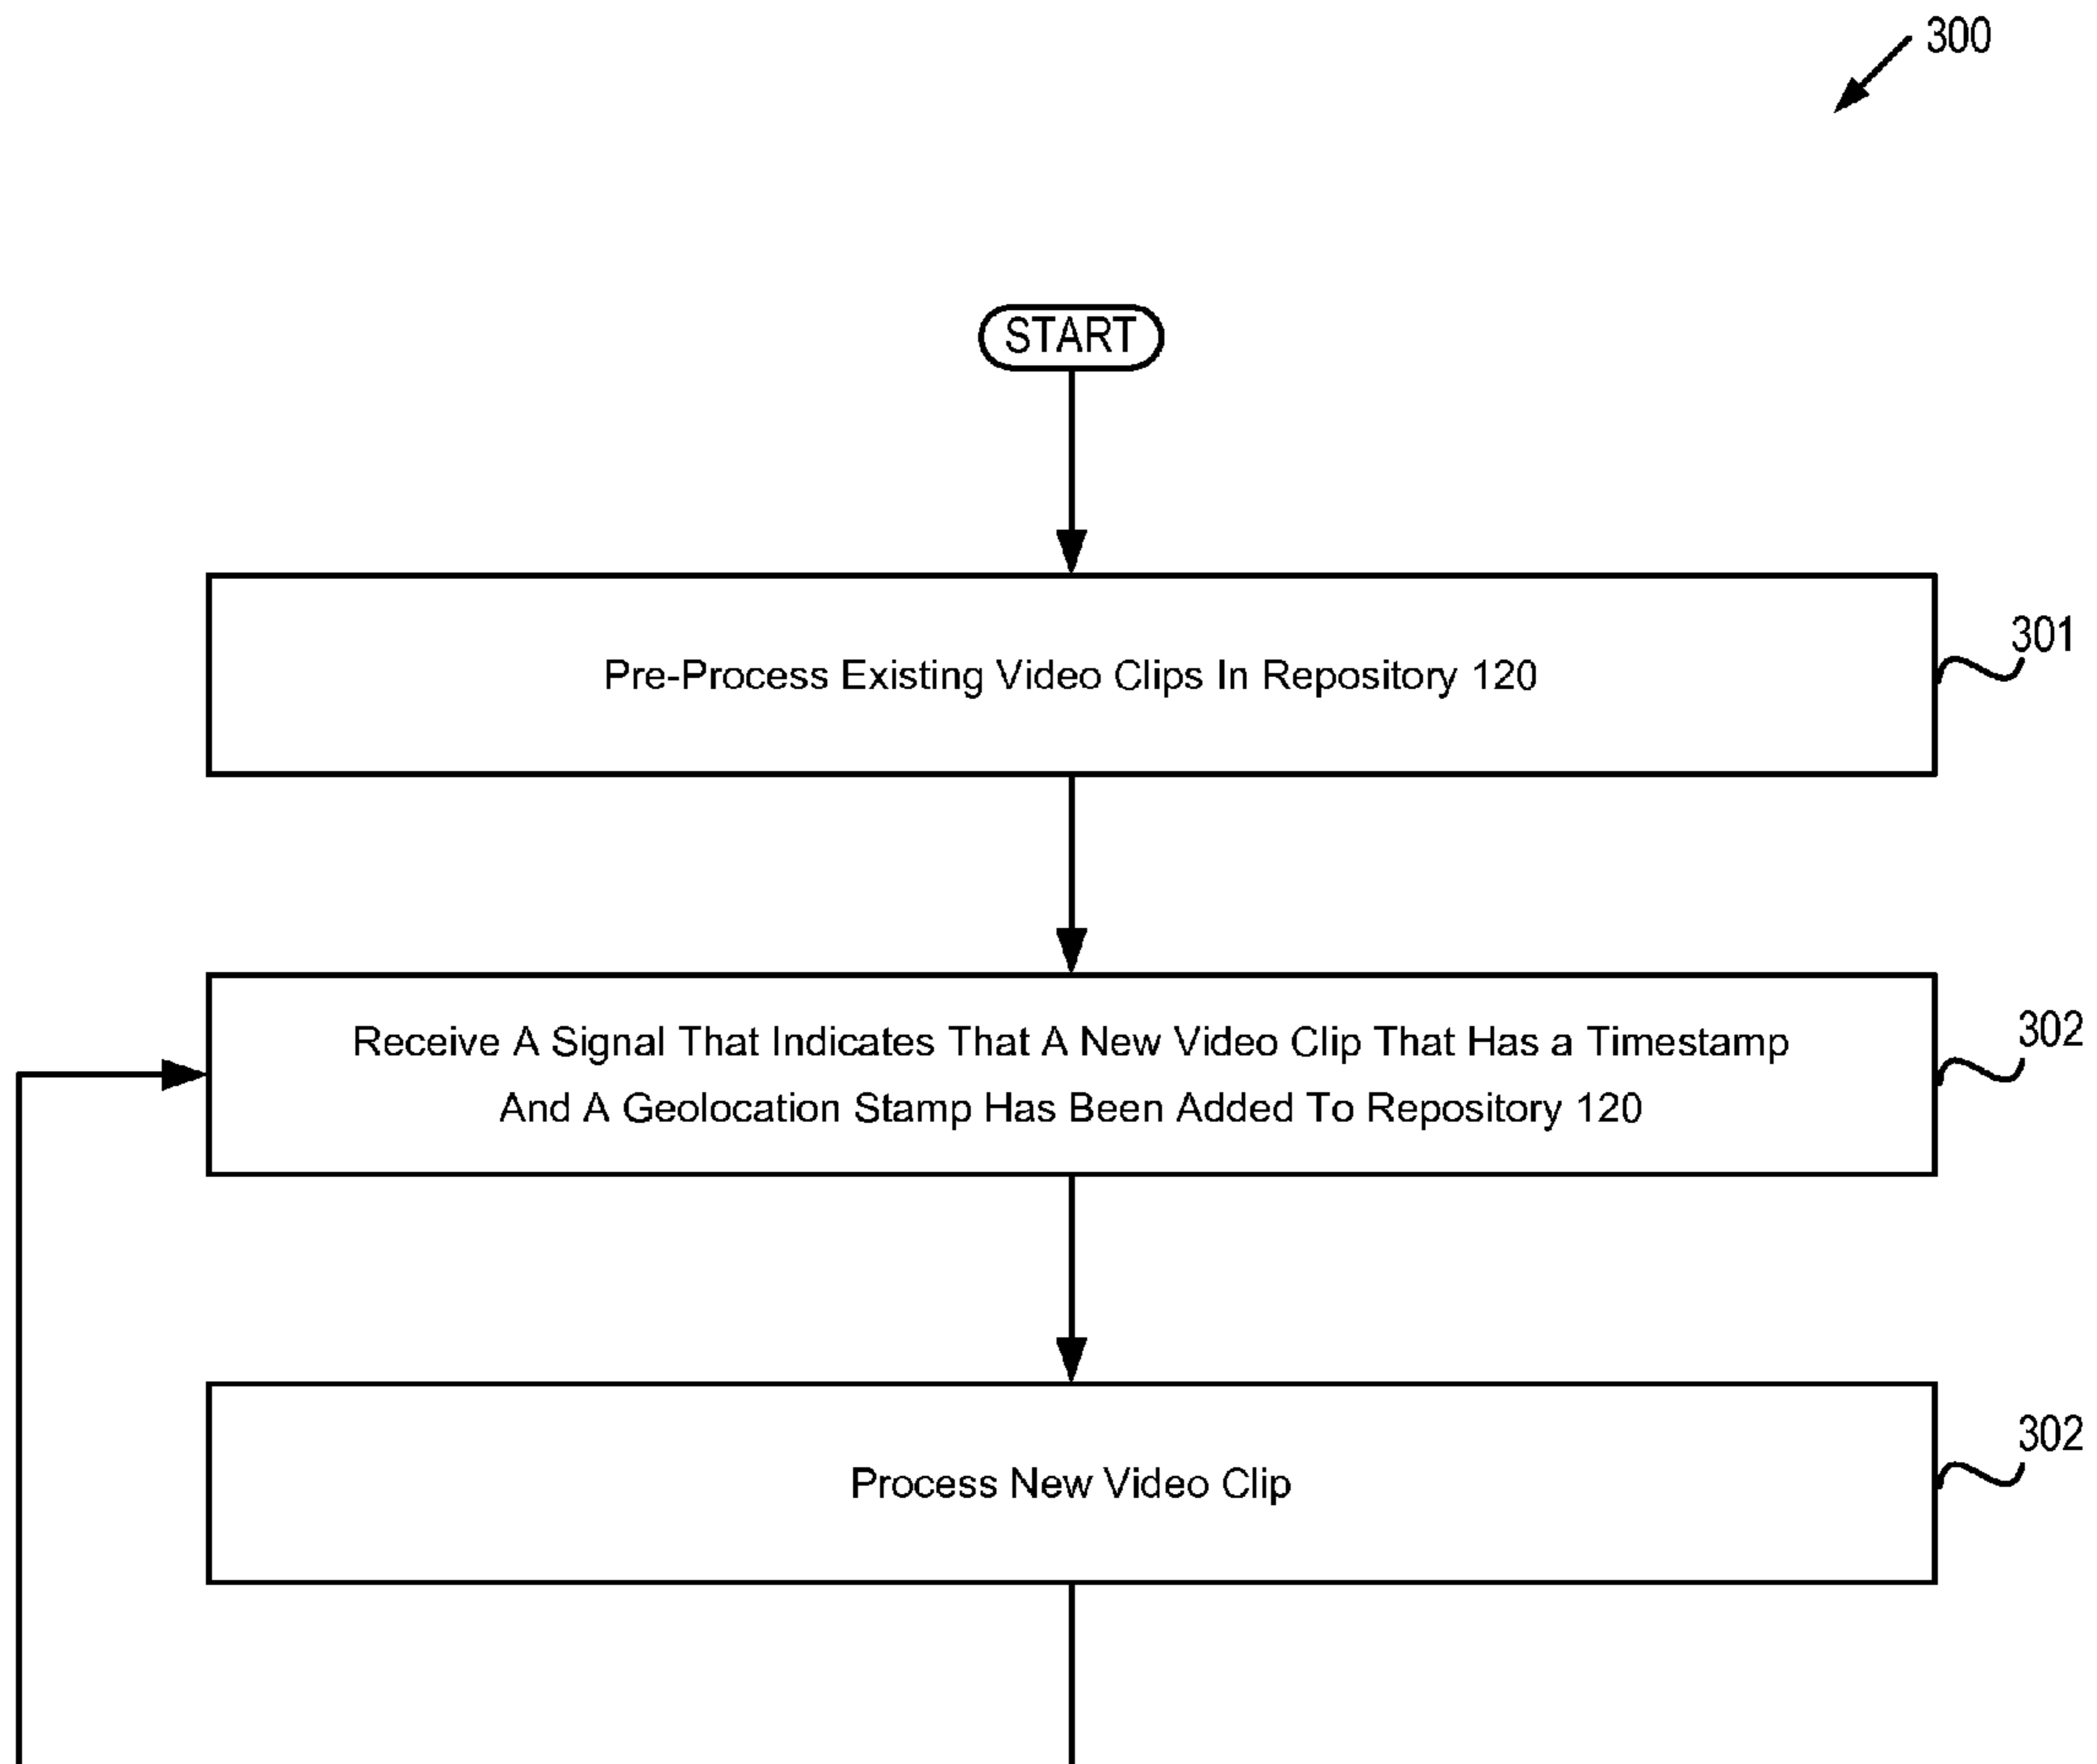 300
START
Pre-Process Existing Video Clips In Repository 120
301
Receive A Signal That Indicates That A New Video Clip That Has a Timestamp
And A Geolocation Stamp Has Been Added To Repository 120
302
Process New Video Clip
302